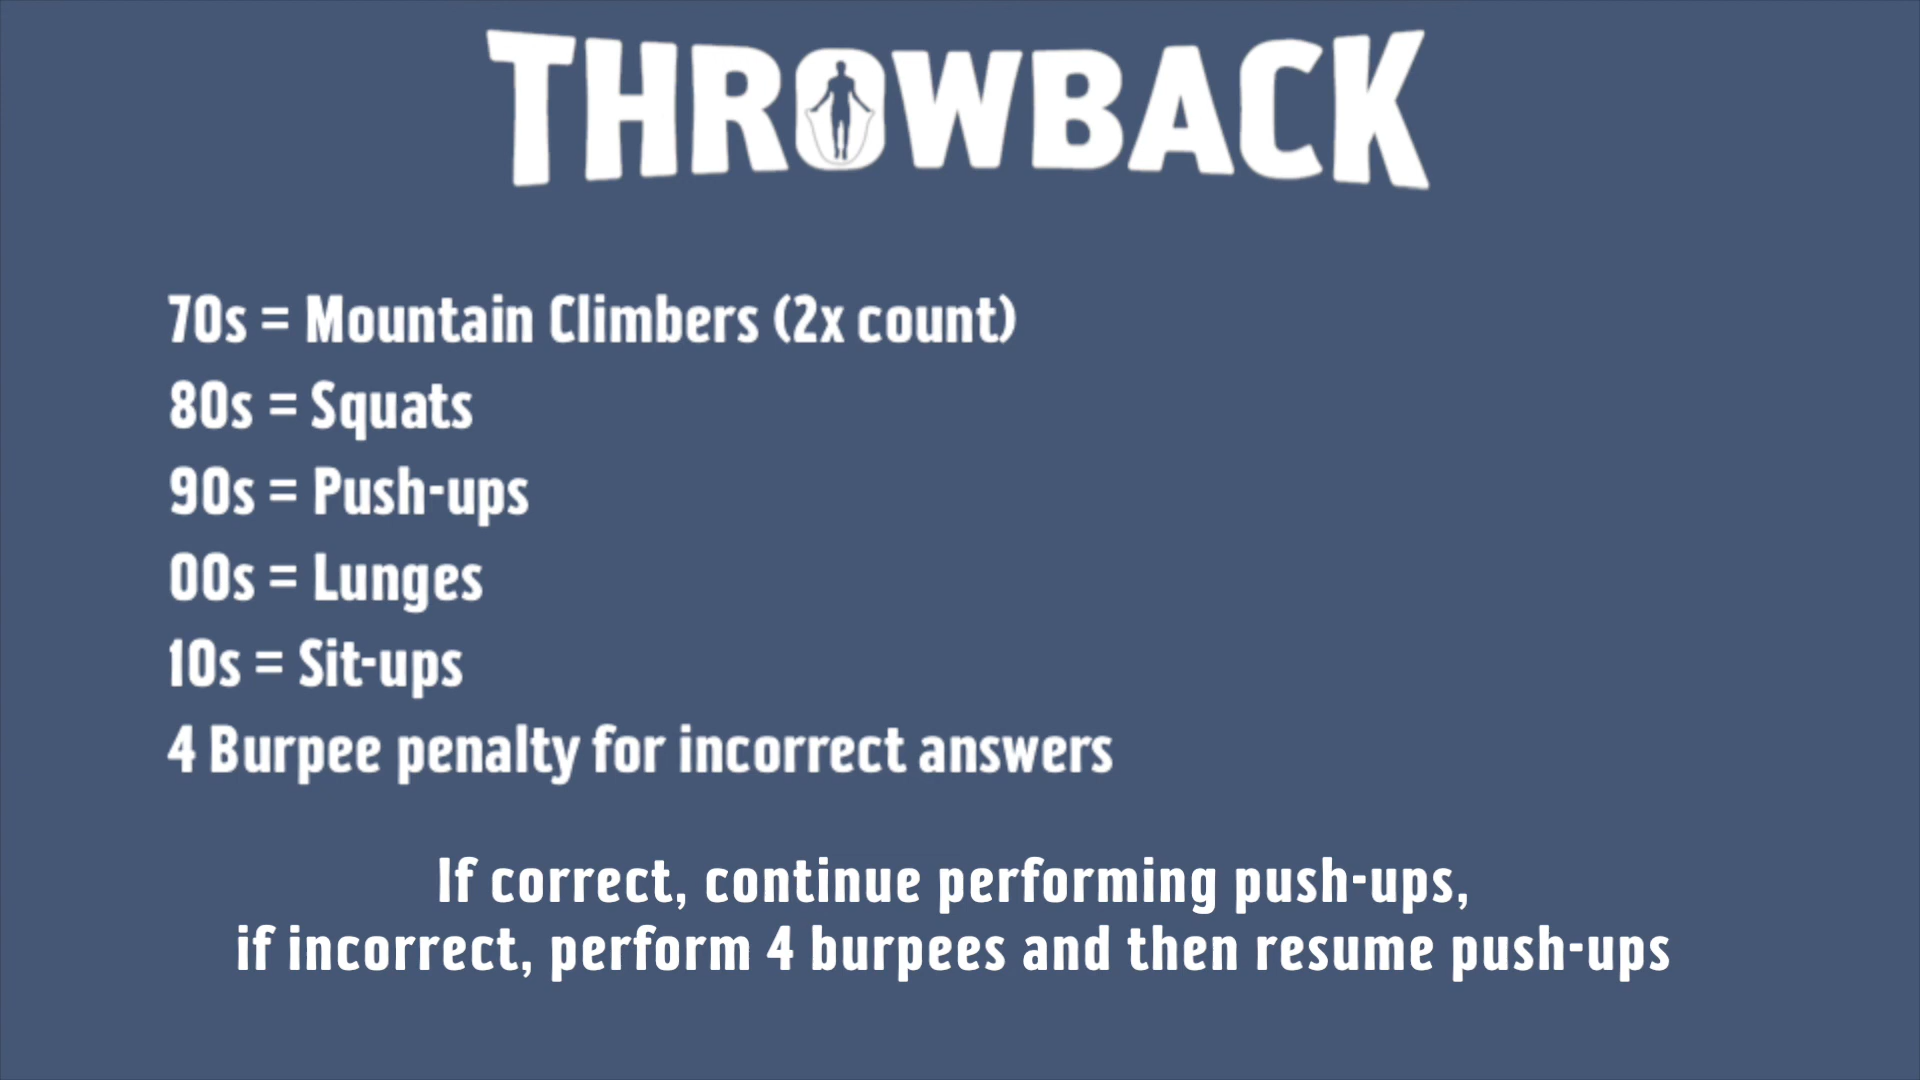 THROWBACK
70s = Mountain Climbers (2x count)
80s = Squats
90s = Push-ups
00s = Lunges
10s = Sit-ups
4 Burpee penalty for incorrect answers
If correct, continue performing push-ups,
if incorrect, perform 4 burpees and then resume push-ups